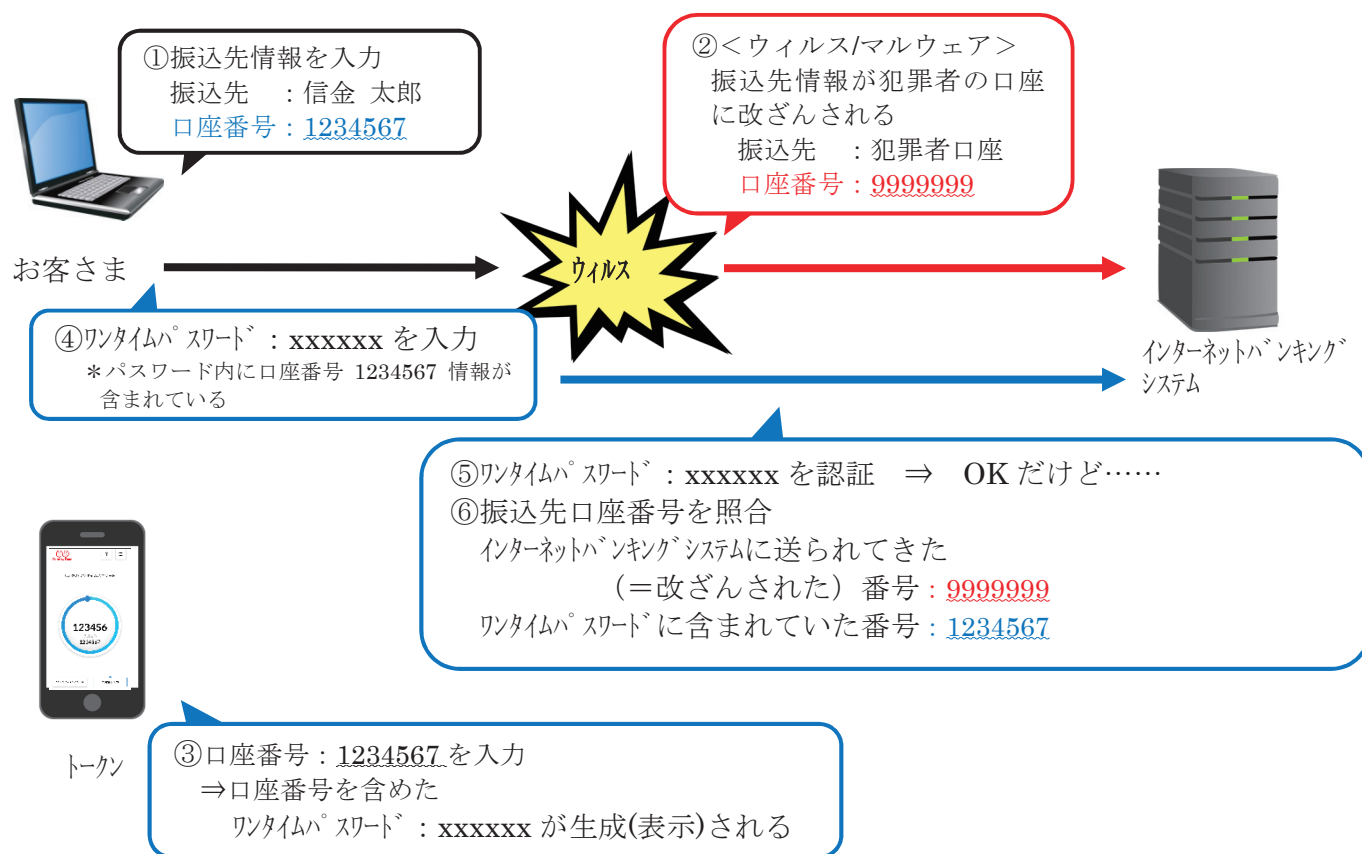 ①振込先情報を入力
振込先 :信金 太郎
口座番号:1234567
②<ウィルス/マルウェア>
振込先情報が犯罪者の口座
に改ざんされる
振込先 :犯罪者口座
口座番号:9999999
お客さま
ウィルス
④ワンタイムパスワード:xxxxxx を入力
*パスワード内に口座番号 1234567 情報が
含まれている
インターネットバンキング
システム
⑤ワンタイムパスワード:xxxxxx を認証 ⇒ OK だけど……
⑥振込先口座番号を照合
インターネットバンキングシステムに送られてきた
(=改ざんされた)番号:9999999
ワンタイムパスワードに含まれていた番号:1234567
123456
1234567
トークン
③口座番号:1234567 を入力
⇒口座番号を含めた
ワンタイムパスワード:xxxxxx が生成(表示)される